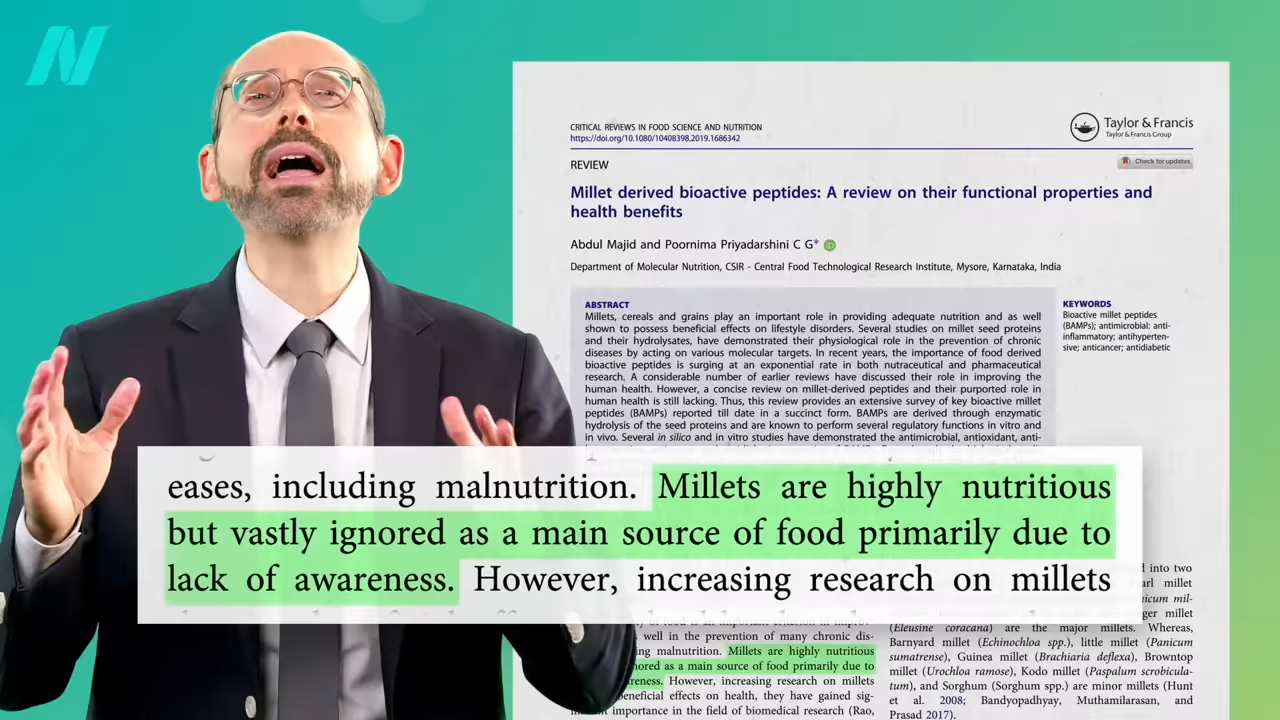 N
CRITICAL REVIEWS IN FOOD SCIENCE AND NUTRITION
https://doi.org/10.1080/10408398.2019.1686342
Taylor & Francis
Taylor & Francis Group
Check for updates
REVIEW
Millet derived bioactive peptides: A review on their functional properties and
health benefits
Abdul Majid and Poornima Priyadarshini C G*
iD
Department of Molecular Nutrition, CSIR - Central Food Technological Research Institute, Mysore, Karnataka, India
ABSTRACT
Millets, cereals and grains play an important role in providing adequate nutrition and as well
shown to possess beneficial effects on lifestyle disorders. Several studies on millet seed proteins
and their hydrolysates, have demonstrated their physiological role in the prevention of chronic
diseases by acting on various molecular targets. In recent years, the importance of food derived
bioactive peptides is surging at an exponential rate in both nutraceutical and pharmaceutical
research. A considerable number of earlier reviews have discussed their role in improving the
human health. However, a concise review on millet-derived peptides and their purported role in
human health is still lacking. Thus, this review provides an extensive survey of key bioactive millet
peptides (BAMPs) reported till date in a succinct form. BAMPs are derived through enzymatic
hydrolysis of the seed proteins and are known to perform several regulatory functions in vitro and
in vivo. Several in silico and in vitro studies have demonstrated the antimicrobial, antioxidant, anti-
KEYWORDS
Bioactive millet peptides
(BAMPs); antimicrobial: anti-
inflammatory; antihyperten-
sive; anticancer; antidiabetic
eases, including malnutrition. Millets are highly nutritious
but vastly ignored as a main source of food primarily due to
lack of awareness. However, increasing research on millets
well in the prevention of many chronic dis-
ing malnutrition. Millets are highly nutritious
nored as a main source of food primarily due to
reness. However, increasing research on millets
beneficial effects on health, they have gained sig-
importance in the field of biomedical research (Rao,
d into two
arl millet
nicum mil-
ger millet
(Eleusine coracana) are the major millets. Whereas,
Barnyard millet (Echinochloa spp.), little millet (Panicum
sumatrense), Guinea millet (Brachiaria deflexa), Browntop
millet (Urochloa ramose), Kodo millet (Paspalum scrobicula-
tum), and Sorghum (Sorghum spp.) are minor millets (Hunt
et al. 2008; Bandyopadhyay, Muthamilarasan, and
Prasad 2017).